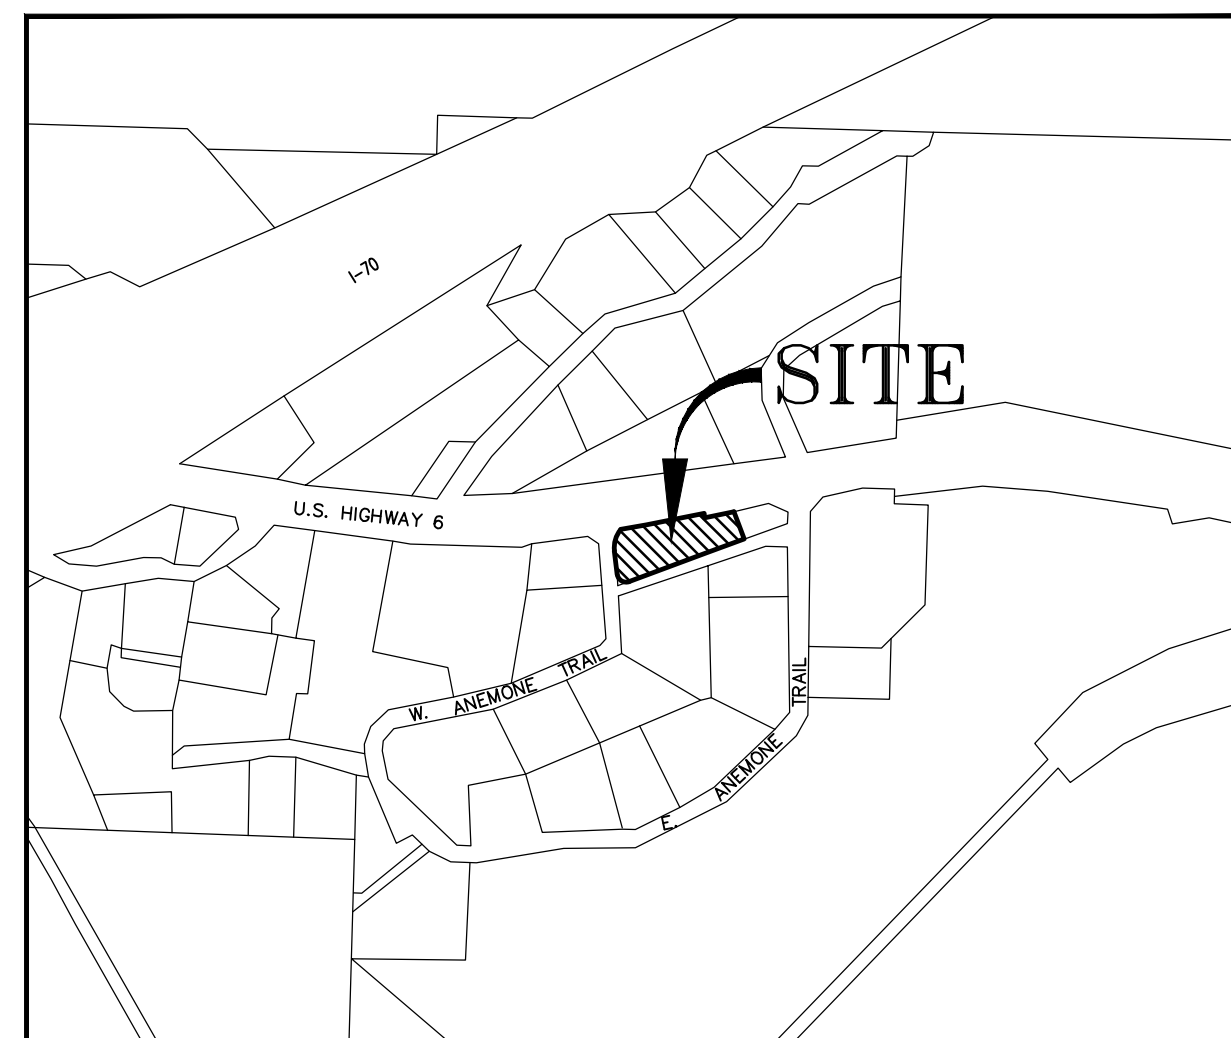 I-70
SITE
U.S. HIGHWAY 6
W. ANEMONE TRAIL
E. ANEMONE TRAIL